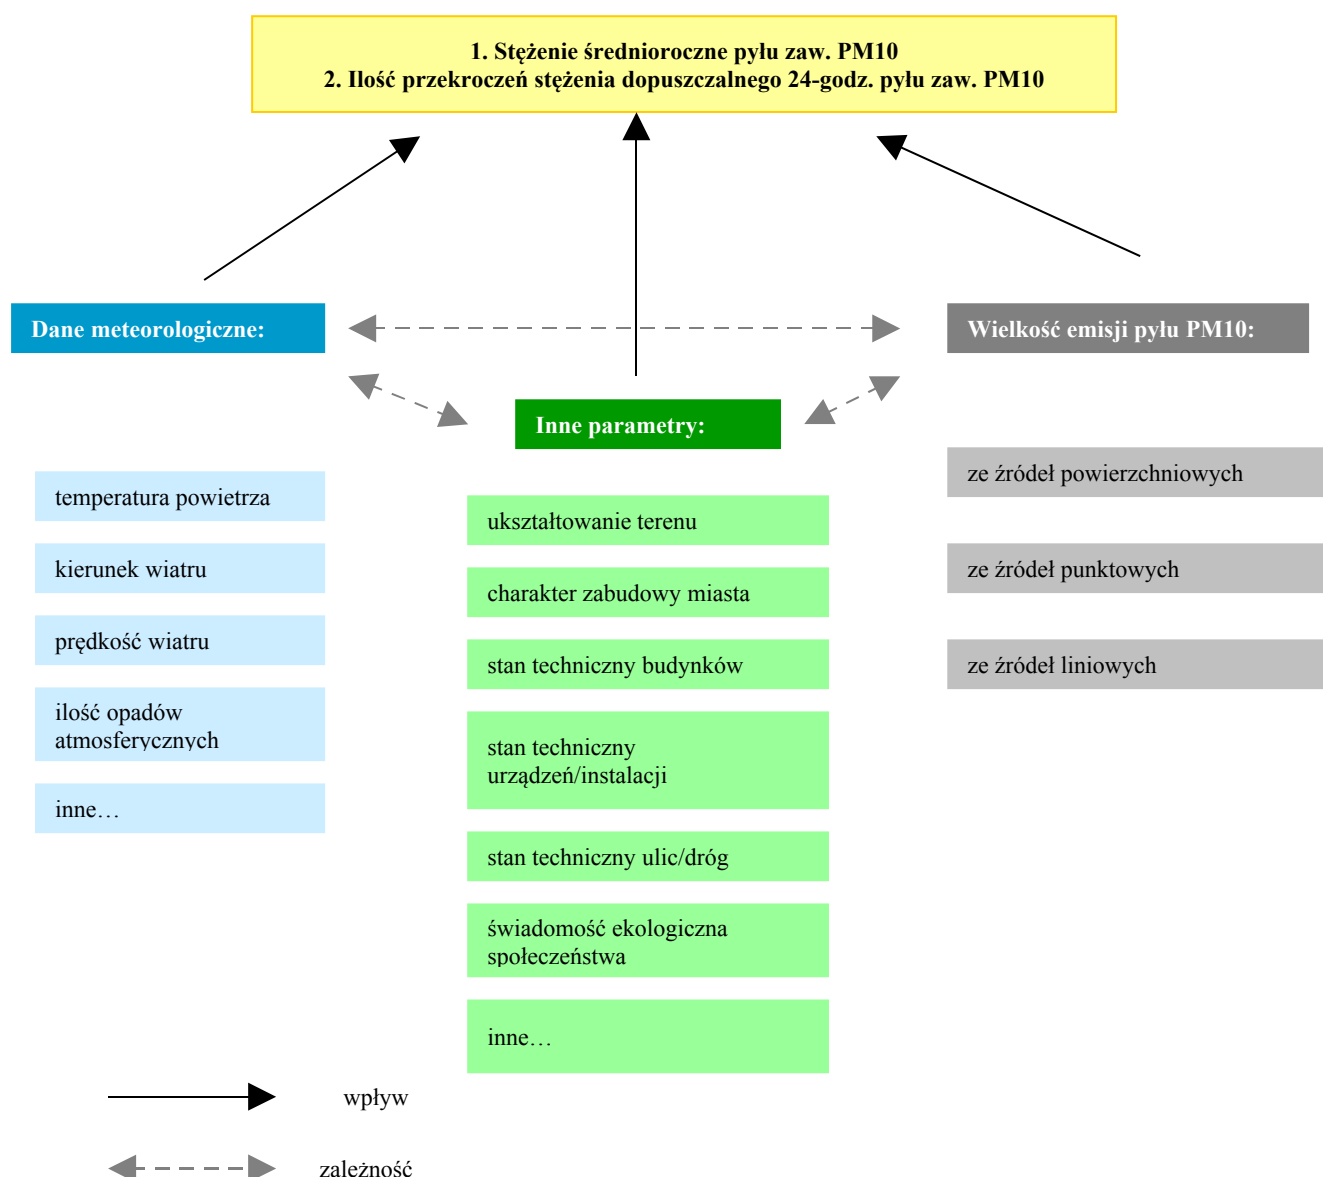 1. Stężenie średnioroczne pyłu zaw. PM10
2. Ilość przekroczeń stężenia dopuszczalnego 24-godz. pyłu zaw. PM10
Dane meteorologiczne:
temperatura powietrza
kierunek wiatru
prędkość wiatru
ilość opadów
atmosferycznych
inne…
Inne parametry:
ukształtowanie terenu
charakter zabudowy miasta
stan techniczny budynków
stan techniczny
urządzeń/instalacji
stan techniczny ulic/dróg
świadomość ekologiczna
społeczeństwa
inne…
Wielkość emisji pyłu PM10:
ze źródeł powierzchniowych
ze źródeł punktowych
ze źródeł liniowych
wpływ
zależność